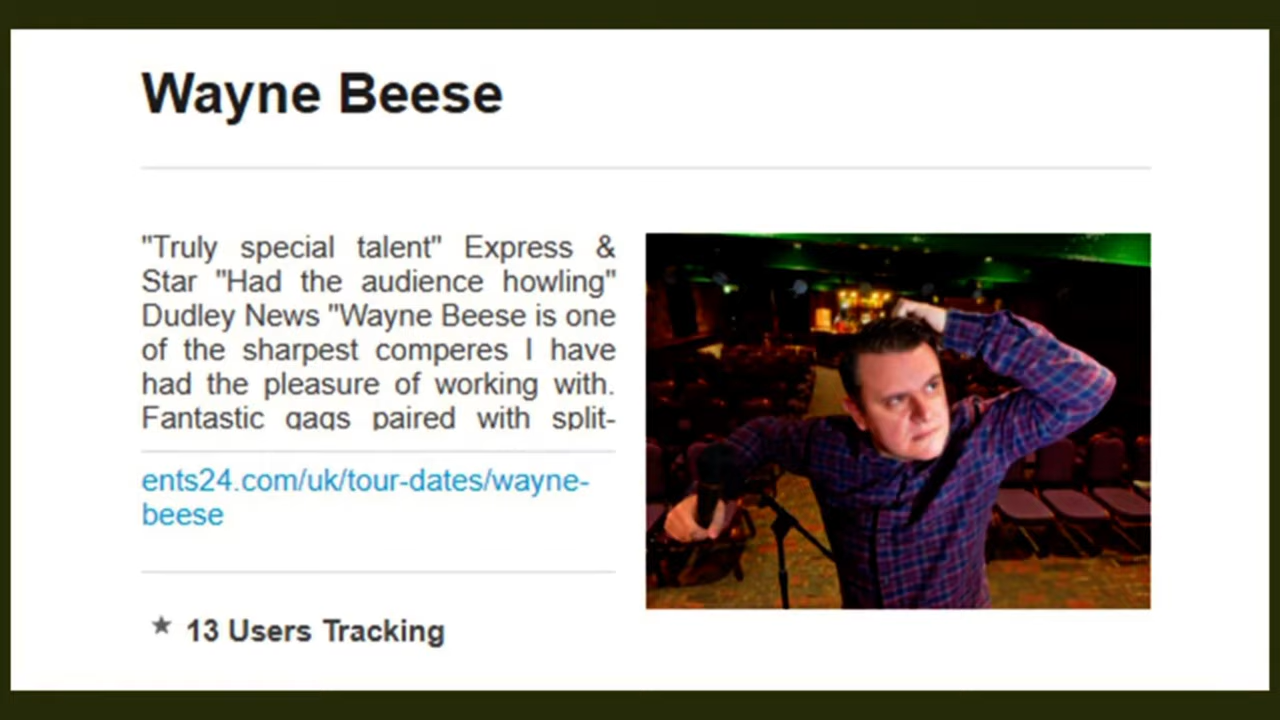 Wayne Beese
"Truly special talent" Express &
Star "Had the audience howling"
Dudley News "Wayne Beese is one
of the sharpest comperes I have
had the pleasure of working with.
Fantastic gags paired with split-
ents24.com/uk/tour-dates/wayne-
beese
13 Users Tracking